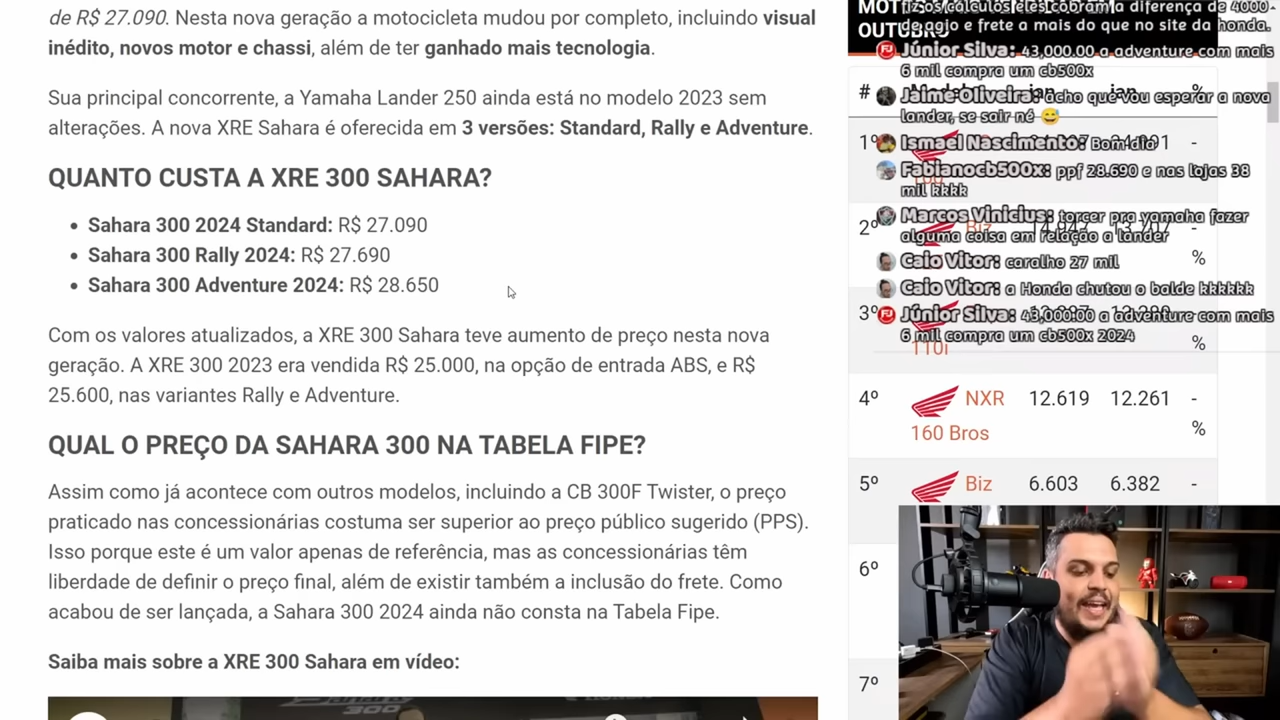 de R$ 27.090. Nesta nova geração a motocicleta mudou por completo, incluindo visual
inédito, novos motor e chassi, além de ter ganhado mais tecnologia.
Sua principal concorrente, a Yamaha Lander 250 ainda está no modelo 2023 sem
alterações. A nova XRE Sahara é oferecida em 3 versões: Standard, Rally e Adventure.
QUANTO CUSTA A XRE 300 SAHARA?
Sahara 300 2024 Standard: R$ 27.090
Sahara 300 Rally 2024: R$ 27.690
Sahara 300 Adventure 2024: R$ 28.650
Com os valores atualizados, a XRE 300 Sahara teve aumento de preço nesta nova
geração. A XRE 300 2023 era vendida R$ 25.000, na opção de entrada ABS, e R$
25.600, nas variantes Rally e Adventure.
QUAL O PREÇO DA SAHARA 300 NA TABELA FIPE?
Assim como já acontece com outros modelos, incluindo a CB 300F Twister, o preço
praticado nas concessionárias costuma ser superior ao preço público sugerido (PPS).
Isso porque este é um valor apenas de referência, mas as concessionárias têm
liberdade de definir o preço final, além de existir também a inclusão do frete. Como
acabou de ser lançada, a Sahara 300 2024 ainda não consta na Tabela Fipe.
Saiba mais sobre a XRE 300 Sahara em vídeo:
300
OUTUBRO
cálculos eles cobram a diferença de 4000
de agio e frete a mais do que no site da honda.
Júnior Silva: 43,000.00 a adventure com mais
6 mil compra um cb500x
Jaime Oliveira: acho que vou esperar a nova
lander, se sair né 😅
Ismael Nascimento: Bom dia
Fabianocb500x: ppf 28.690 e nas lojas 38
mil kkkk
Marcos Vinicius: torcer pra yamaha fazer
alguma coisa em relação a lander
Caio Vitor: caralho 27 mil
Caio Vitor: a Honda chutou o balde kkkkkk
Júnior Silva: 43,000.00 a adventure com mais
6 mil compra um cb500x 2024
#
1º -
2º Biz -
%
3º -
110i %
4º NXR 12.619 12.261 -
160 Bros %
5º Biz 6.603 6.382 -
6º
7º